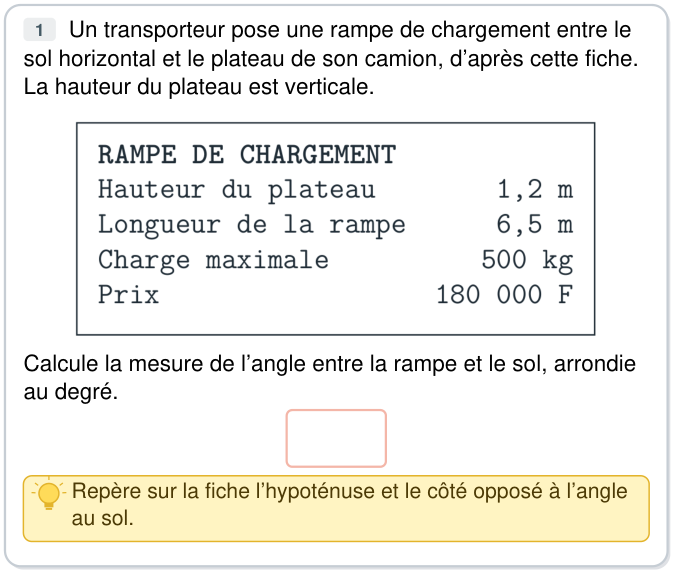 1 Un transporteur pose une rampe de chargement entre le
sol horizontal et le plateau de son camion, d'après cette fiche.
La hauteur du plateau est verticale.
RAMPE DE CHARGEMENT
Hauteur du plateau 1,2 m
Longueur de la rampe 6,5 m
Charge maximale 500 kg
Prix 180 000 F
Calcule la mesure de l'angle entre la rampe et le sol, arrondie
au degré.
Repère sur la fiche l'hypoténuse et le côté opposé à l'angle
au sol.